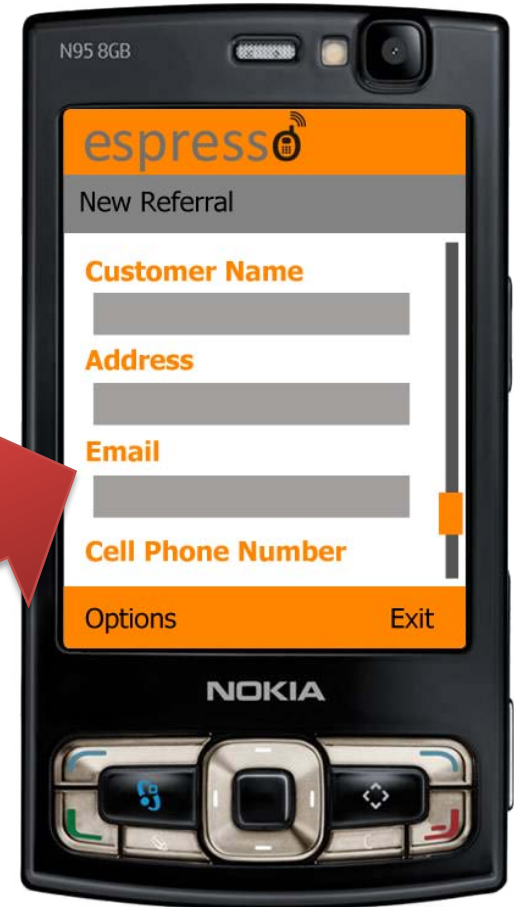 N95 8GB
espresso
New Referral
Customer Name
Address
Email
Cell Phone Number
Options Exit
NOKIA